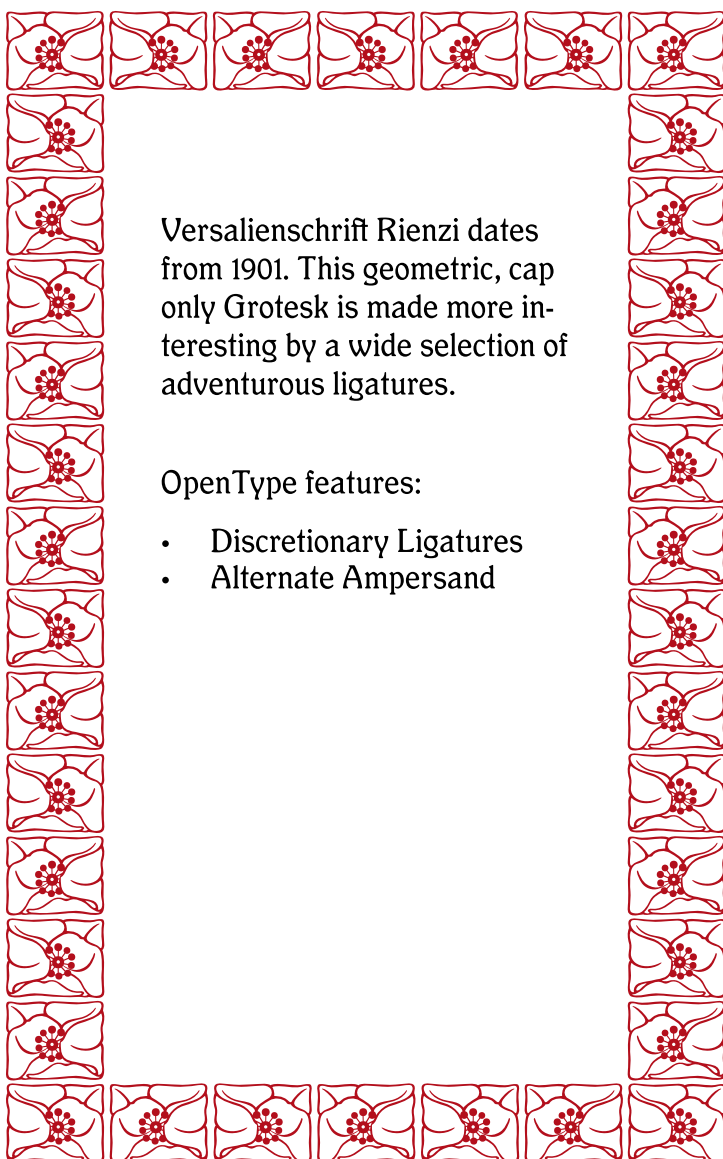 Versalienschrift Rienzi dates
from 1901. This geometric, cap
only Grotesk is made more in-
teresting by a wide selection of
adventurous ligatures.
OpenType features:
• Discretionary Ligatures
• Alternate Ampersand